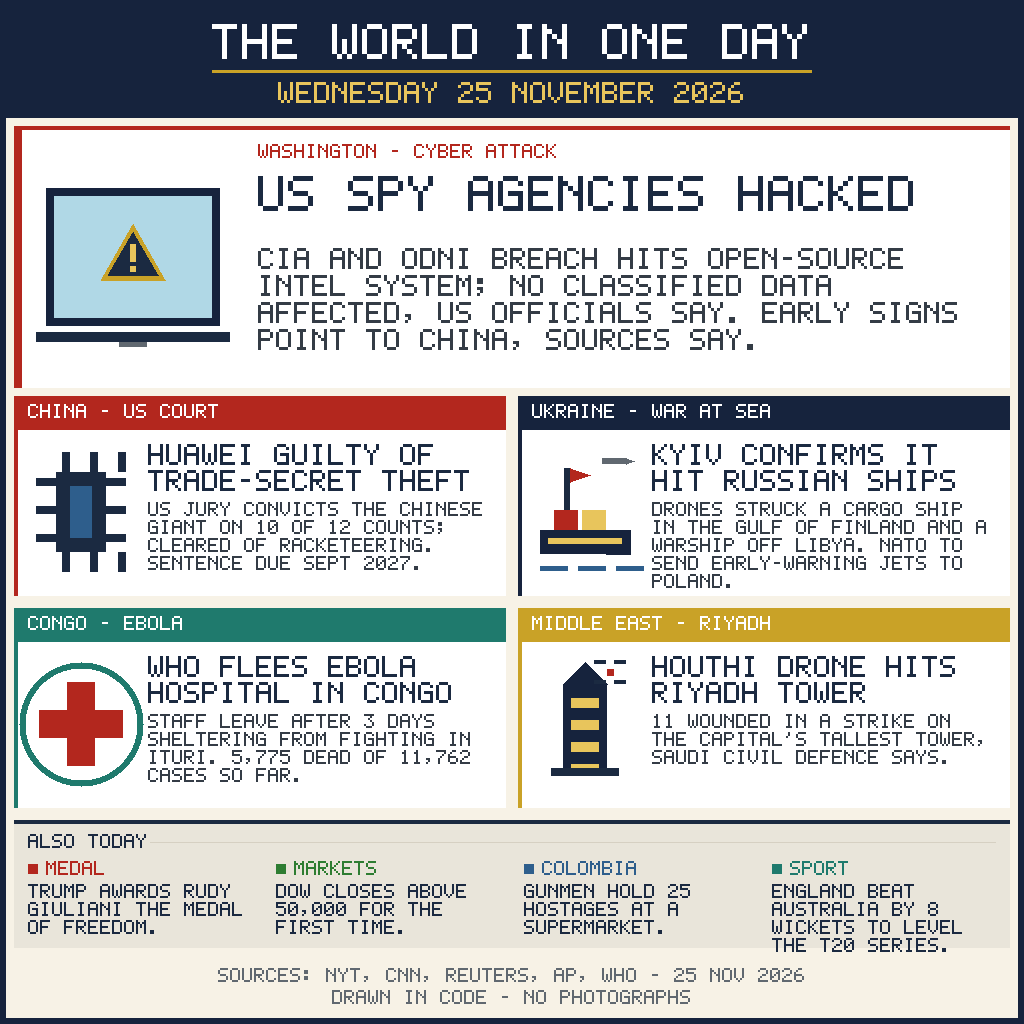 THE WORLD IN ONE DAY
WEDNESDAY 25 NOVEMBER 2026
WASHINGTON - CYBER ATTACK
US SPY AGENCIES HACKED
CIA AND ODNI BREACH HITS OPEN-SOURCE
INTEL SYSTEM; NO CLASSIFIED DATA
AFFECTED, US OFFICIALS SAY. EARLY SIGNS
POINT TO CHINA, SOURCES SAY.
CHINA - US COURT
HUAWEI GUILTY OF
TRADE-SECRET THEFT
US JURY CONVICTS THE CHINESE
GIANT ON 10 OF 12 COUNTS;
CLEARED OF RACKETEERING.
SENTENCE DUE SEPT 2027.
UKRAINE - WAR AT SEA
KYIV CONFIRMS IT
HIT RUSSIAN SHIPS
DRONES STRUCK A CARGO SHIP
IN THE GULF OF FINLAND AND A
WARSHIP OFF LIBYA. NATO TO
SEND EARLY-WARNING JETS TO
POLAND.
CONGO - EBOLA
WHO FLEES EBOLA
HOSPITAL IN CONGO
STAFF LEAVE AFTER 3 DAYS
SHELTERING FROM FIGHTING IN
ITURI. 5,775 DEAD OF 11,762
CASES SO FAR.
MIDDLE EAST - RIYADH
HOUTHI DRONE HITS
RIYADH TOWER
11 WOUNDED IN A STRIKE ON
THE CAPITAL'S TALLEST TOWER,
SAUDI CIVIL DEFENCE SAYS.
ALSO TODAY
MEDAL
TRUMP AWARDS RUDY
GIULIANI THE MEDAL
OF FREEDOM.
MARKETS
DOW CLOSES ABOVE
50,000 FOR THE
FIRST TIME.
COLOMBIA
GUNMEN HOLD 25
HOSTAGES AT A
SUPERMARKET.
SPORT
ENGLAND BEAT
AUSTRALIA BY 8
WICKETS TO LEVEL
THE T20 SERIES.
SOURCES: NYT, CNN, REUTERS, AP, WHO - 25 NOV 2026
DRAWN IN CODE - NO PHOTOGRAPHS